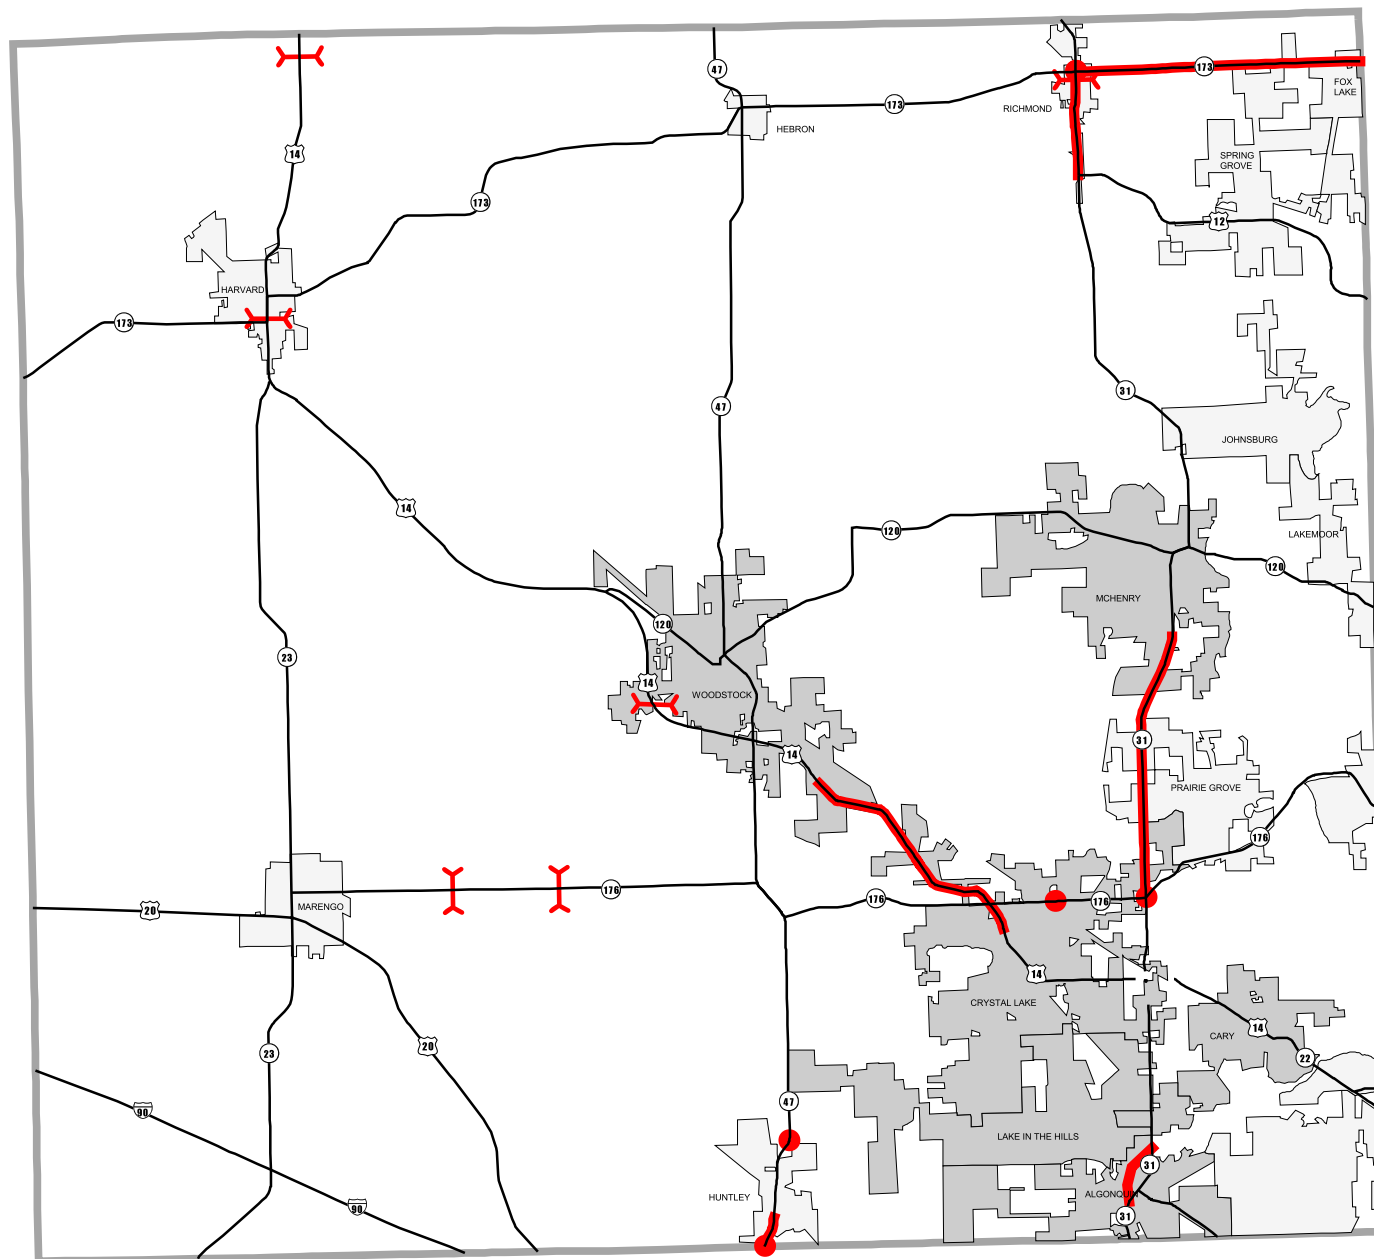 47
173
FOX
LAKE
173
RICHMOND
HEBRON
14
SPRING
GROVE
173
12
HARVARD
173
31
47
JOHNSBURG
14
120
LAKEMOOR
120
MCHENRY
120
23
14
WOODSTOCK
31
14
PRAIRIE GROVE
176
176
MARENGO
20
176
176
14
CRYSTAL LAKE
14
CARY
20
23
22
47
90
LAKE IN THE HILLS
31
ALGONQUIN
HUNTLEY
90
31